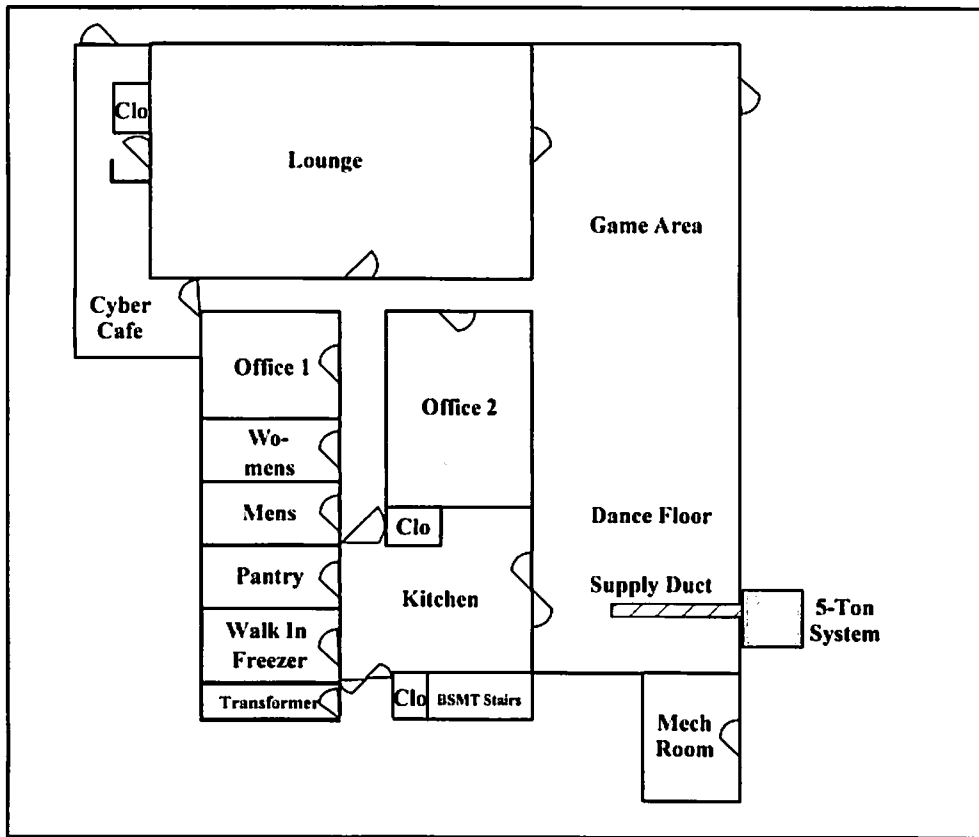 Clo
Lounge
Game Area
Cyber
Cafe
Office 1
Office 2
Wo-
mens
Mens
Clo
Dance Floor
Pantry
Kitchen
Supply Duct
5-Ton
System
Walk In
Freezer
Transformer
Clo
BSMT Stairs
Mech
Room